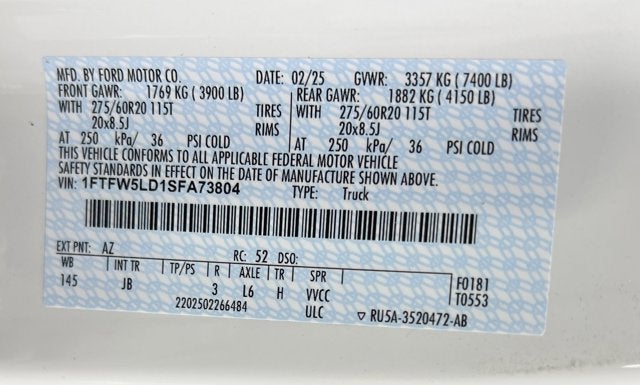 MFD. BY FORD MOTOR CO. DATE: 02/25 GVWR: 3357 KG ( 7400 LB)
FRONT GAWR: 1769 KG ( 3900 LB) REAR GAWR: 1882 KG ( 4150 LB)
WITH 275/60R20 115T TIRES WITH 275/60R20 115T TIRES
20x8.5J RIMS 20x8.5J RIMS
AT 250 kPa/ 36 PSI COLD AT 250 kPa/ 36 PSI COLD
THIS VEHICLE CONFORMS TO ALL APPLICABLE FEDERAL MOTOR VEHICLE
SAFETY STANDARDS IN EFFECT ON THE DATE OF MANUFACTURE SHOWN ABOVE.
VIN: 1FTFW5LD1SFA73804 TYPE: Truck
EXT PNT: AZ RC: 52 DSO:
WB INT TR TP/PS R AXLE TR SPR F0181
145 JB 3 L6 H VVCC T0553
2202502266484 ULC ▽ RU5A-3520472-AB